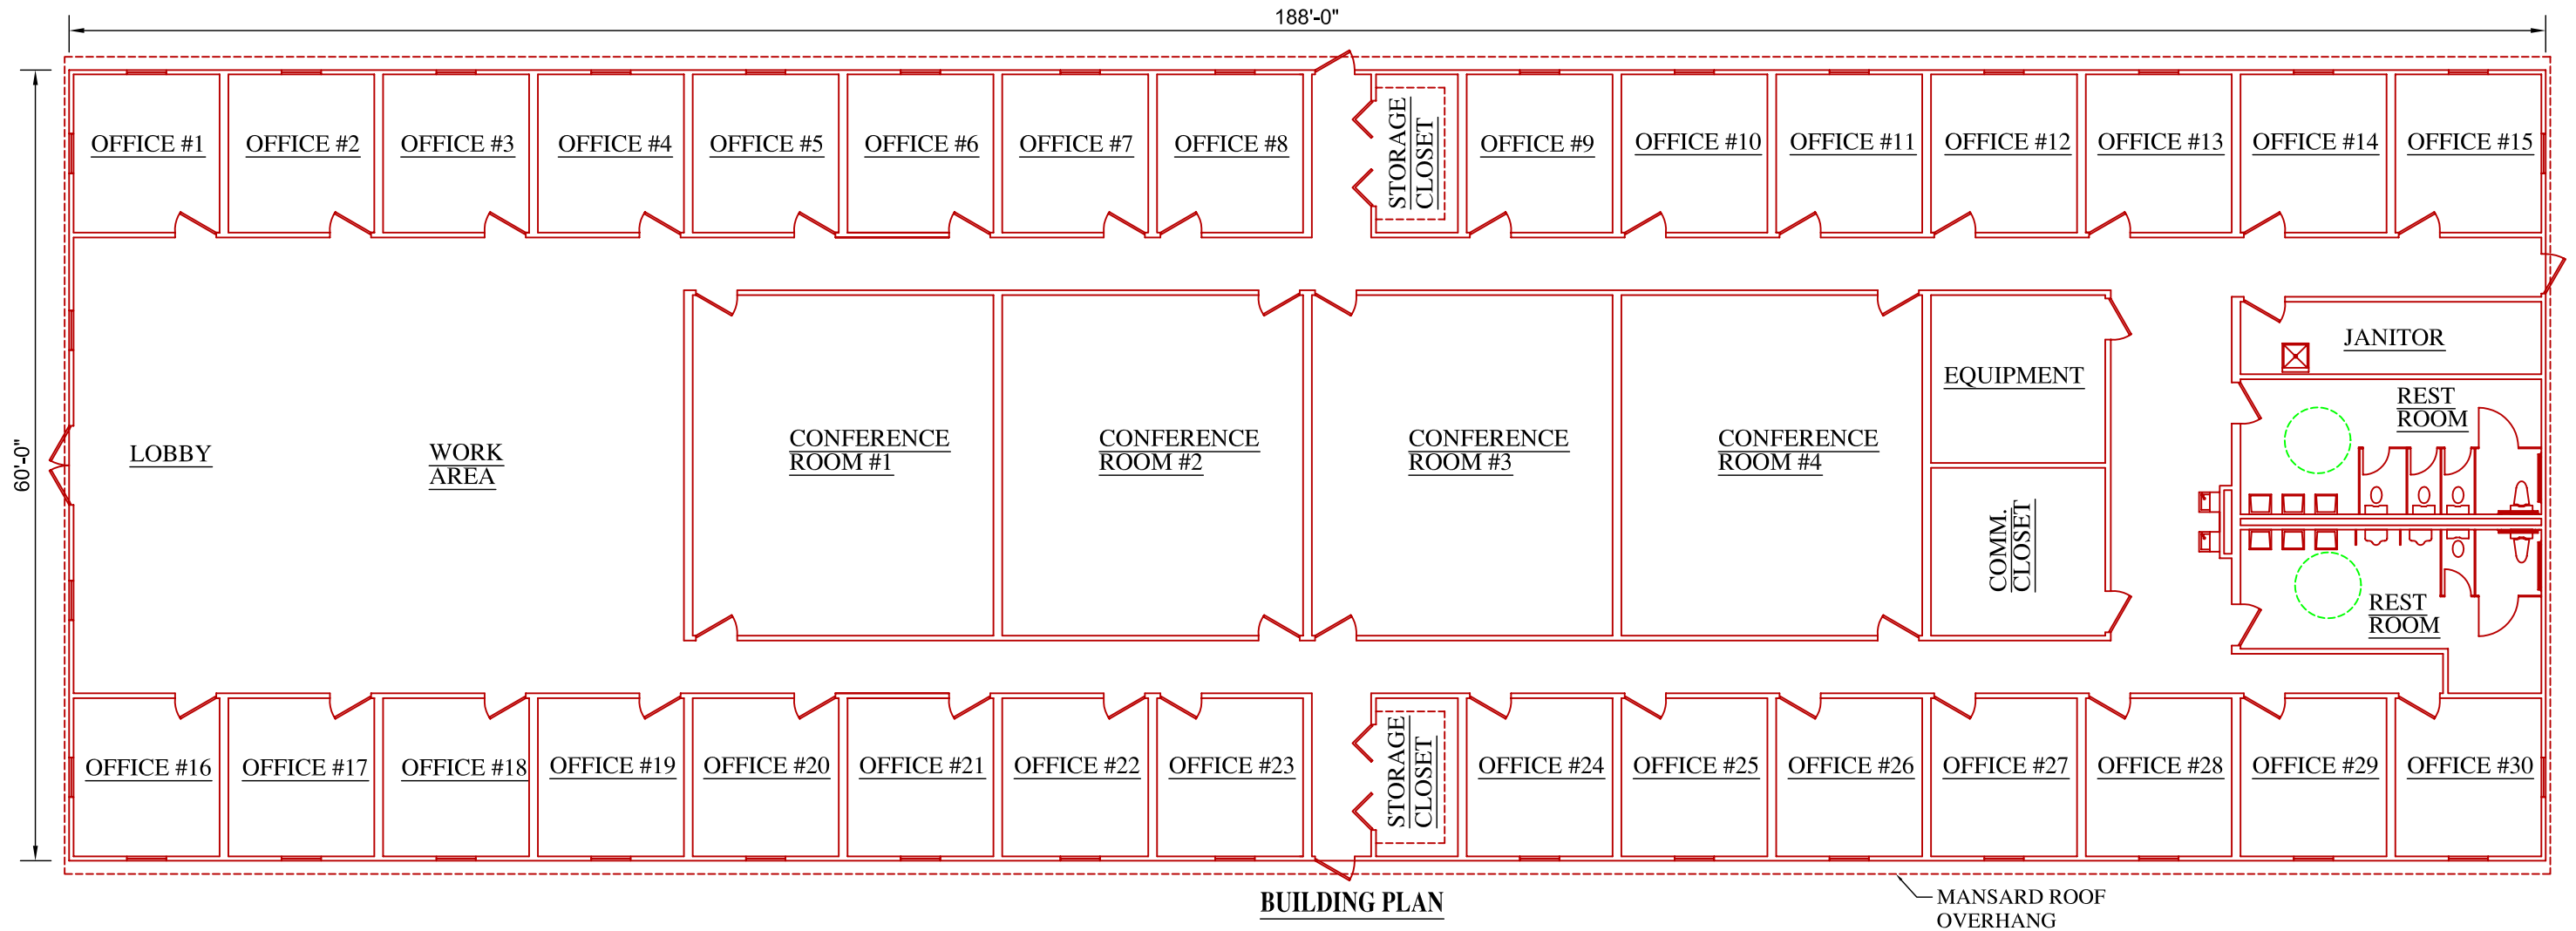 188'-0"
60'-0"
OFFICE #1
OFFICE #2
OFFICE #3
OFFICE #4
OFFICE #5
OFFICE #6
OFFICE #7
OFFICE #8
STORAGE
CLOSET
OFFICE #9
OFFICE #10
OFFICE #11
OFFICE #12
OFFICE #13
OFFICE #14
OFFICE #15
LOBBY
WORK
AREA
CONFERENCE
ROOM #1
CONFERENCE
ROOM #2
CONFERENCE
ROOM #3
CONFERENCE
ROOM #4
EQUIPMENT
COMM.
CLOSET
JANITOR
REST
ROOM
REST
ROOM
OFFICE #16
OFFICE #17
OFFICE #18
OFFICE #19
OFFICE #20
OFFICE #21
OFFICE #22
OFFICE #23
STORAGE
CLOSET
OFFICE #24
OFFICE #25
OFFICE #26
OFFICE #27
OFFICE #28
OFFICE #29
OFFICE #30
BUILDING PLAN
MANSARD ROOF
OVERHANG